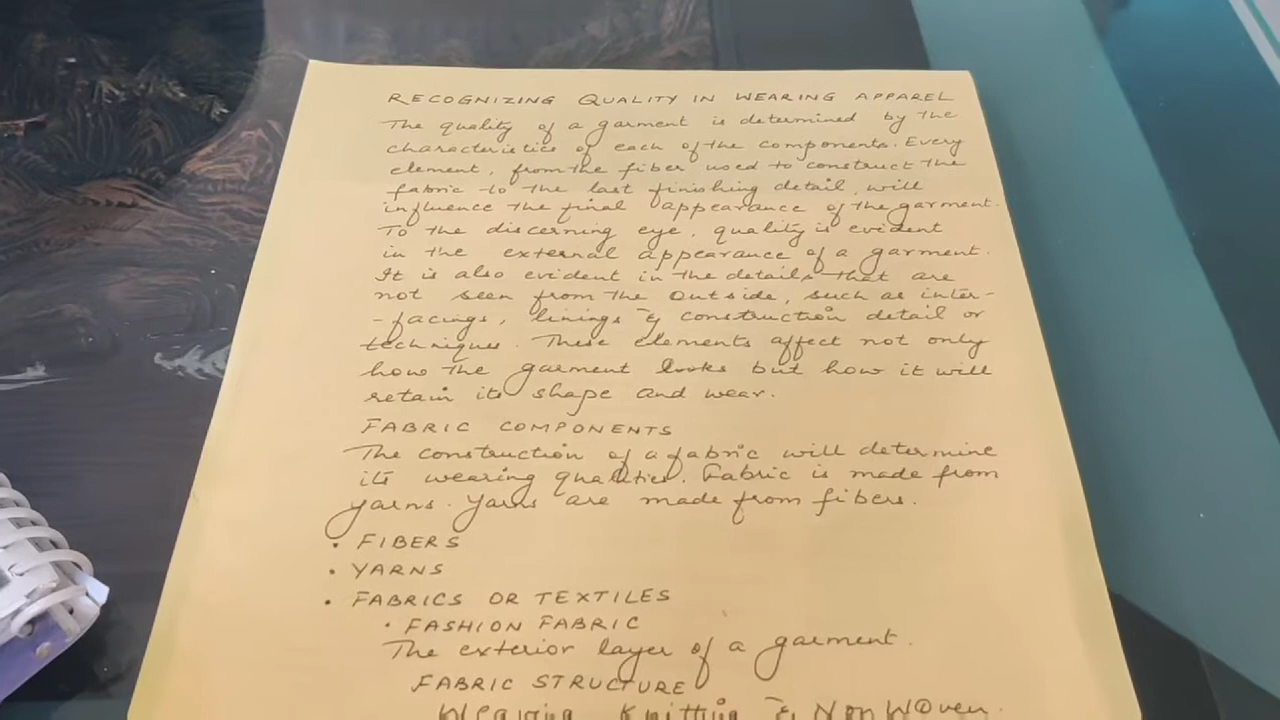 RECOGNIZING QUALITY IN WEARING APPAREL
The quality of a garment is determined by the
characteristics of each of the components. Every
element, from the fiber used to construct the
fabric to the last finishing detail, will
influence the final appearance of the garment.
To the discerning eye, quality is evident
in the external appearance of a garment.
It is also evident in the details that are
not seen from the outside, such as inter-
-facings, linings & construction detail or
techniques. These elements affect not only
how the garment looks but how it will
retain its shape and wear.
FABRIC COMPONENTS
The construction of a fabric will determine
its wearing qualities. Fabric is made from
yarns. Yarns are made from fibers.
• FIBERS
• YARNS
• FABRICS OR TEXTILES
• FASHION FABRIC
The exterior layer of a garment.
FABRIC STRUCTURE
Weaving, Knitting & Non Woven.